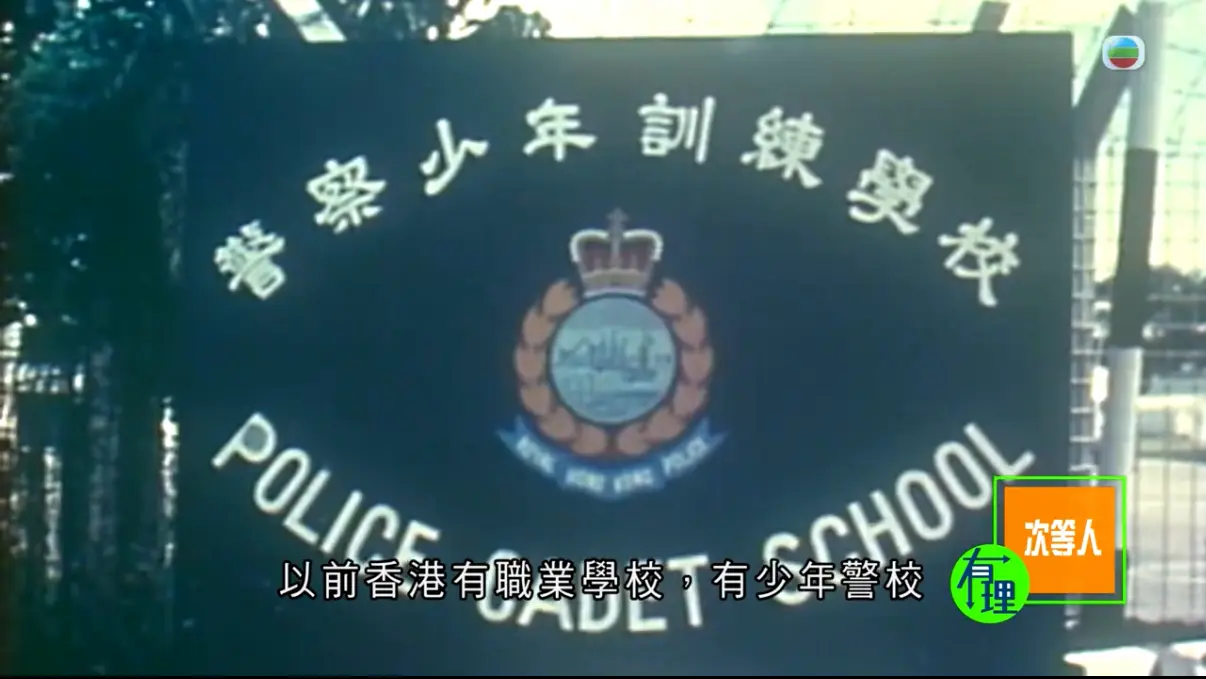 警察少年訓練學校
ROYAL HONG KONG POLICE
POLICE CADET SCHOOL
以前香港有職業學校，有少年警校
次等人
有理